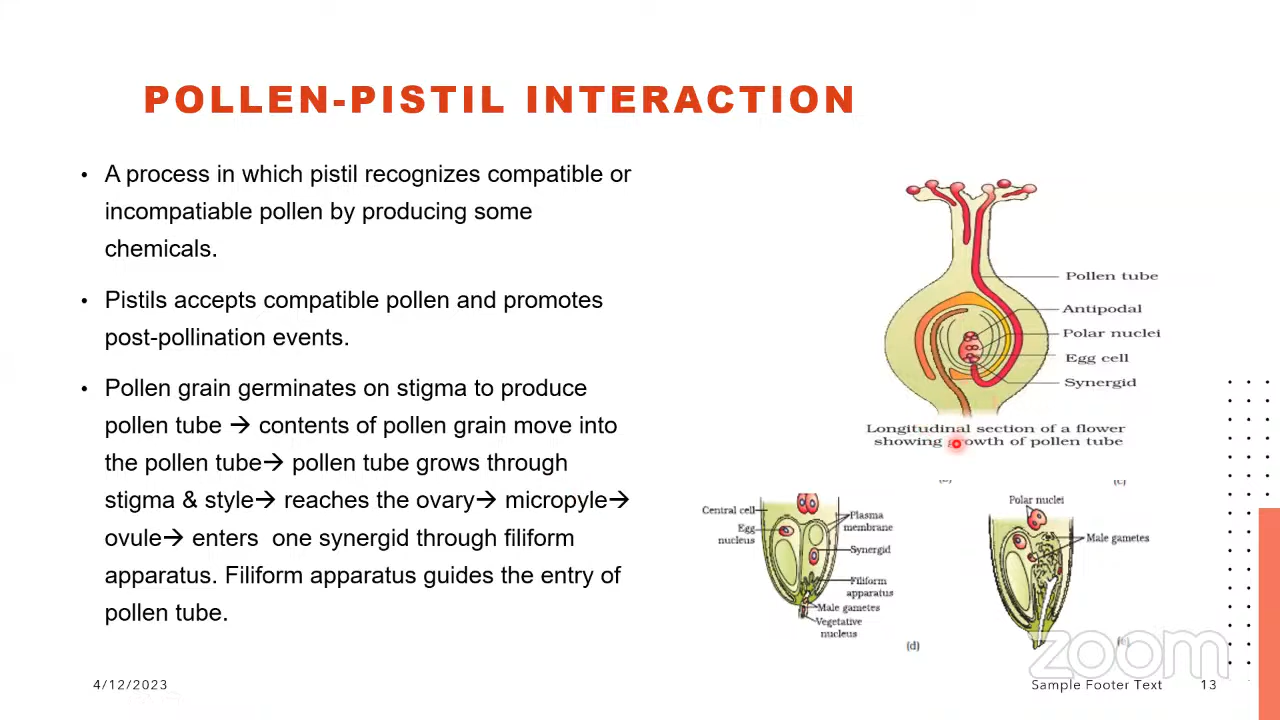 POLLEN-PISTIL INTERACTION
• A process in which pistil recognizes compatible or
incompatiable pollen by producing some
chemicals.
• Pistils accepts compatible pollen and promotes
post-pollination events.
• Pollen grain germinates on stigma to produce
pollen tube → contents of pollen grain move into
the pollen tube→ pollen tube grows through
stigma & style→ reaches the ovary→ micropyle→
ovule→ enters one synergid through filiform
apparatus. Filiform apparatus guides the entry of
pollen tube.
Pollen tube
Antipodal
Polar nuclei
Egg cell
Synergid
Longitudinal section of a flower
showing growth of pollen tube
Central cell
Egg
nucleus
Plasma
membrane
Synergid
Filiform
apparatus
Male gametes
Vegetative
nucleus
(d)
Polar nuclei
Male gametes
zoom
4/12/2023
Sample Footer Text
13